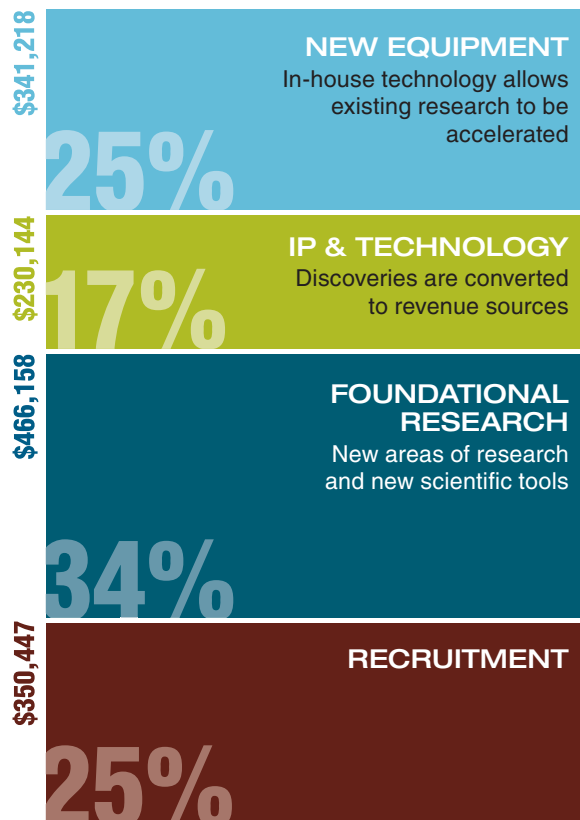 $341,218
NEW EQUIPMENT
In-house technology allows
existing research to be
accelerated
25%
$230,144
IP & TECHNOLOGY
Discoveries are converted
to revenue sources
17%
$466,158
FOUNDATIONAL
RESEARCH
New areas of research
and new scientific tools
34%
$350,447
RECRUITMENT
25%